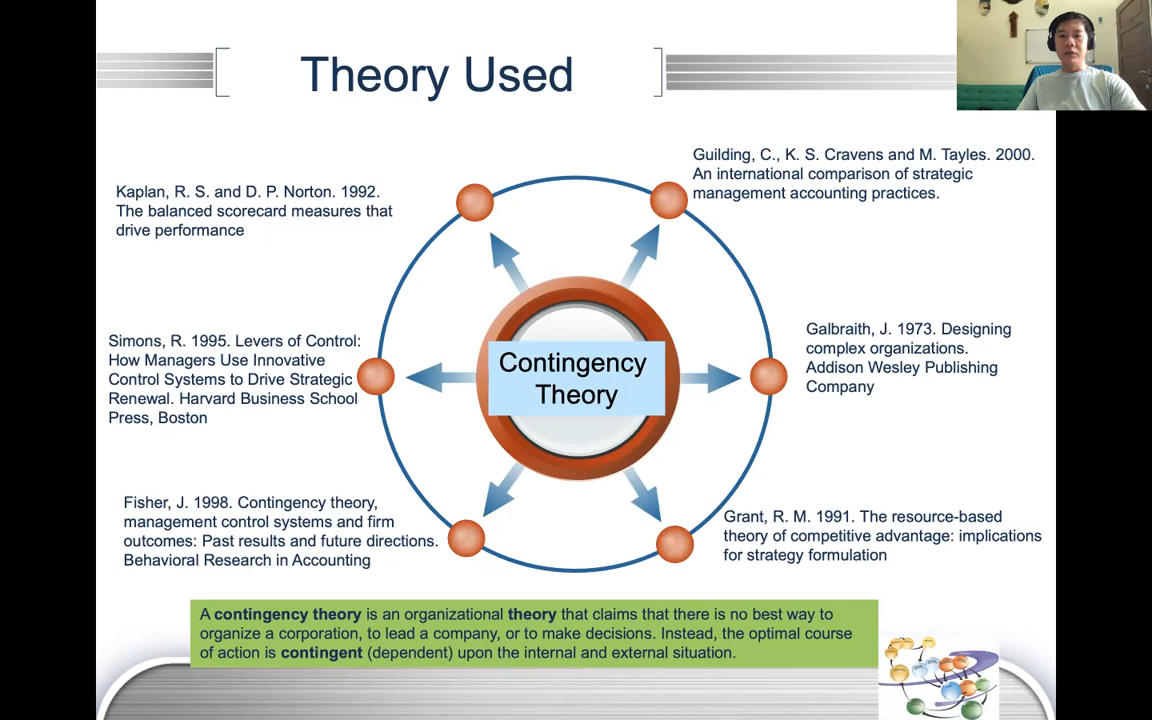 Theory Used
Guilding, C., K. S. Cravens and M. Tayles. 2000.
An international comparison of strategic
management accounting practices.
Kaplan, R. S. and D. P. Norton. 1992.
The balanced scorecard measures that
drive performance
Galbraith, J. 1973. Designing
complex organizations.
Addison Wesley Publishing
Company
Simons, R. 1995. Levers of Control:
How Managers Use Innovative
Control Systems to Drive Strategic
Renewal. Harvard Business School
Press, Boston
Contingency
Theory
Fisher, J. 1998. Contingency theory,
management control systems and firm
outcomes: Past results and future directions.
Behavioral Research in Accounting
Grant, R. M. 1991. The resource-based
theory of competitive advantage: implications
for strategy formulation
A contingency theory is an organizational theory that claims that there is no best way to
organize a corporation, to lead a company, or to make decisions. Instead, the optimal course
of action is contingent (dependent) upon the internal and external situation.